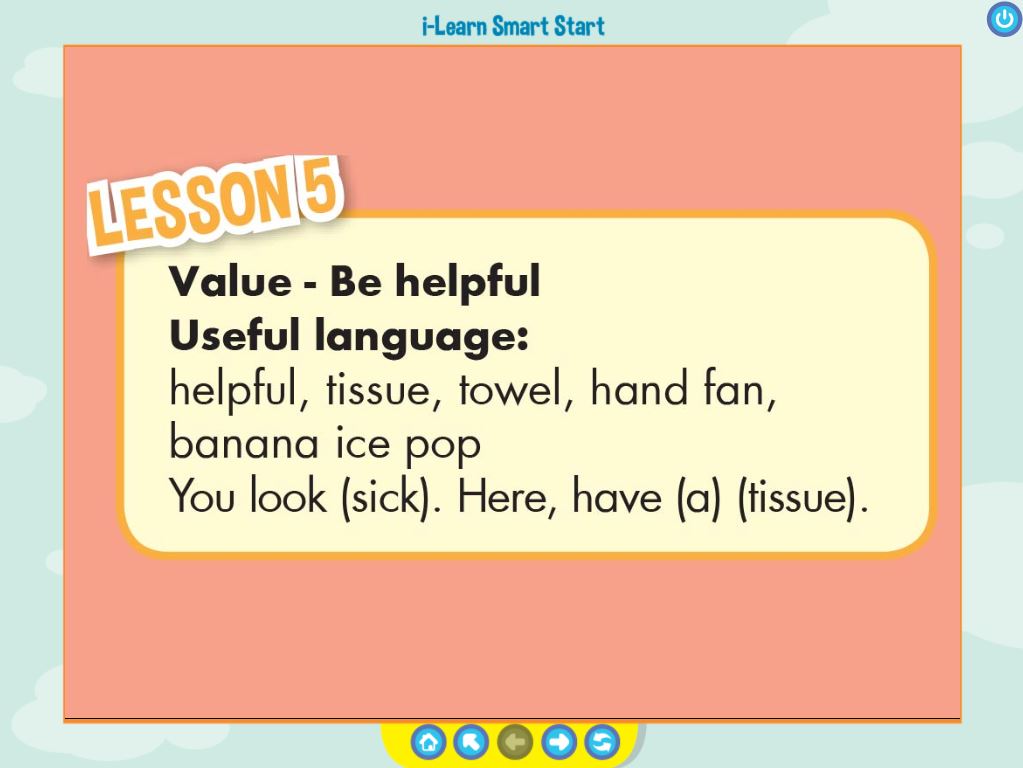 i-Learn Smart Start
LESSON 5
Value - Be helpful
Useful language:
helpful, tissue, towel, hand fan,
banana ice pop
You look (sick). Here, have (a) (tissue).